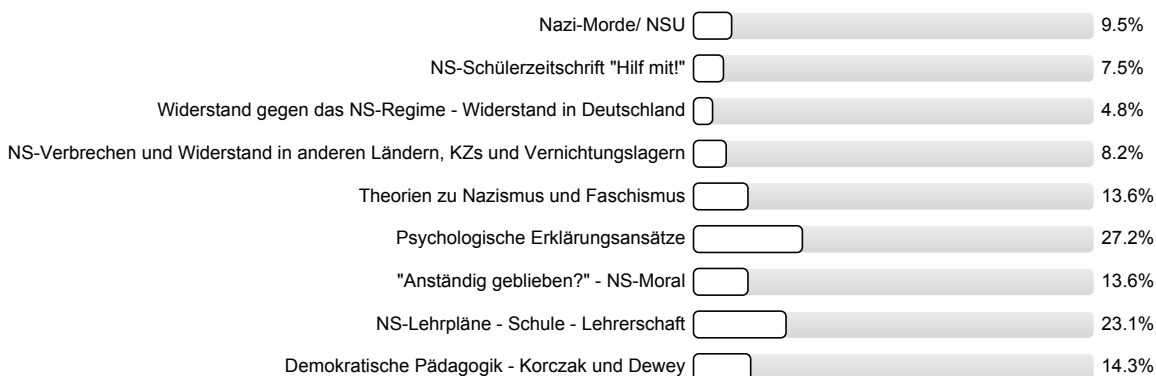 Nazi-Morde/ NSU 9.5%
NS-Schülerzeitschrift "Hilf mit!" 7.5%
Widerstand gegen das NS-Regime - Widerstand in Deutschland 4.8%
NS-Verbrechen und Widerstand in anderen Ländern, KZs und Vernichtungslagern 8.2%
Theorien zu Nazismus und Faschismus 13.6%
Psychologische Erklärungsansätze 27.2%
"Anständig geblieben?" - NS-Moral 13.6%
NS-Lehrpläne - Schule - Lehrerschaft 23.1%
Demokratische Pädagogik - Korczak und Dewey 14.3%